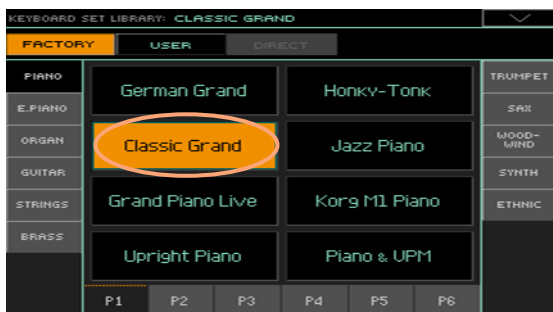 KEYBOARD SET LIBRARY: CLASSIC GRAND
FACTORY USER DIRECT
PIANO
E.PIANO
ORGAN
GUITAR
STRINGS
BRASS
German Grand Honky-Tonk
Classic Grand Jazz Piano
Grand Piano Live Korg M1 Piano
Upright Piano Piano & UPM
TRUMPET
SAX
WOOD-
WIND
SYNTH
ETHNIC
P1 P2 P3 P4 P5 P6